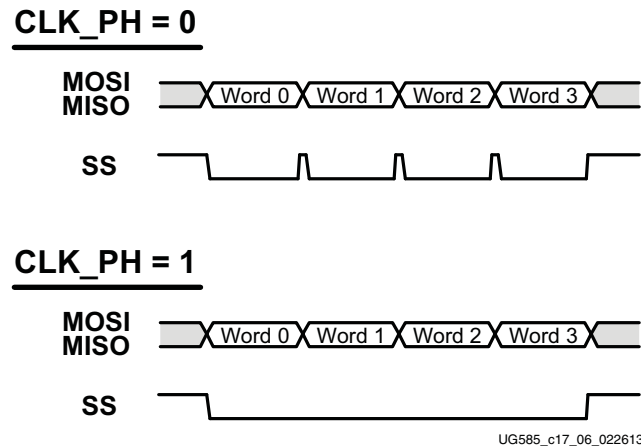 CLK_PH = 0
MOSI
MISO
Word 0 Word 1 Word 2 Word 3
SS
CLK_PH = 1
MOSI
MISO
Word 0 Word 1 Word 2 Word 3
SS
UG585_c17_06_022613